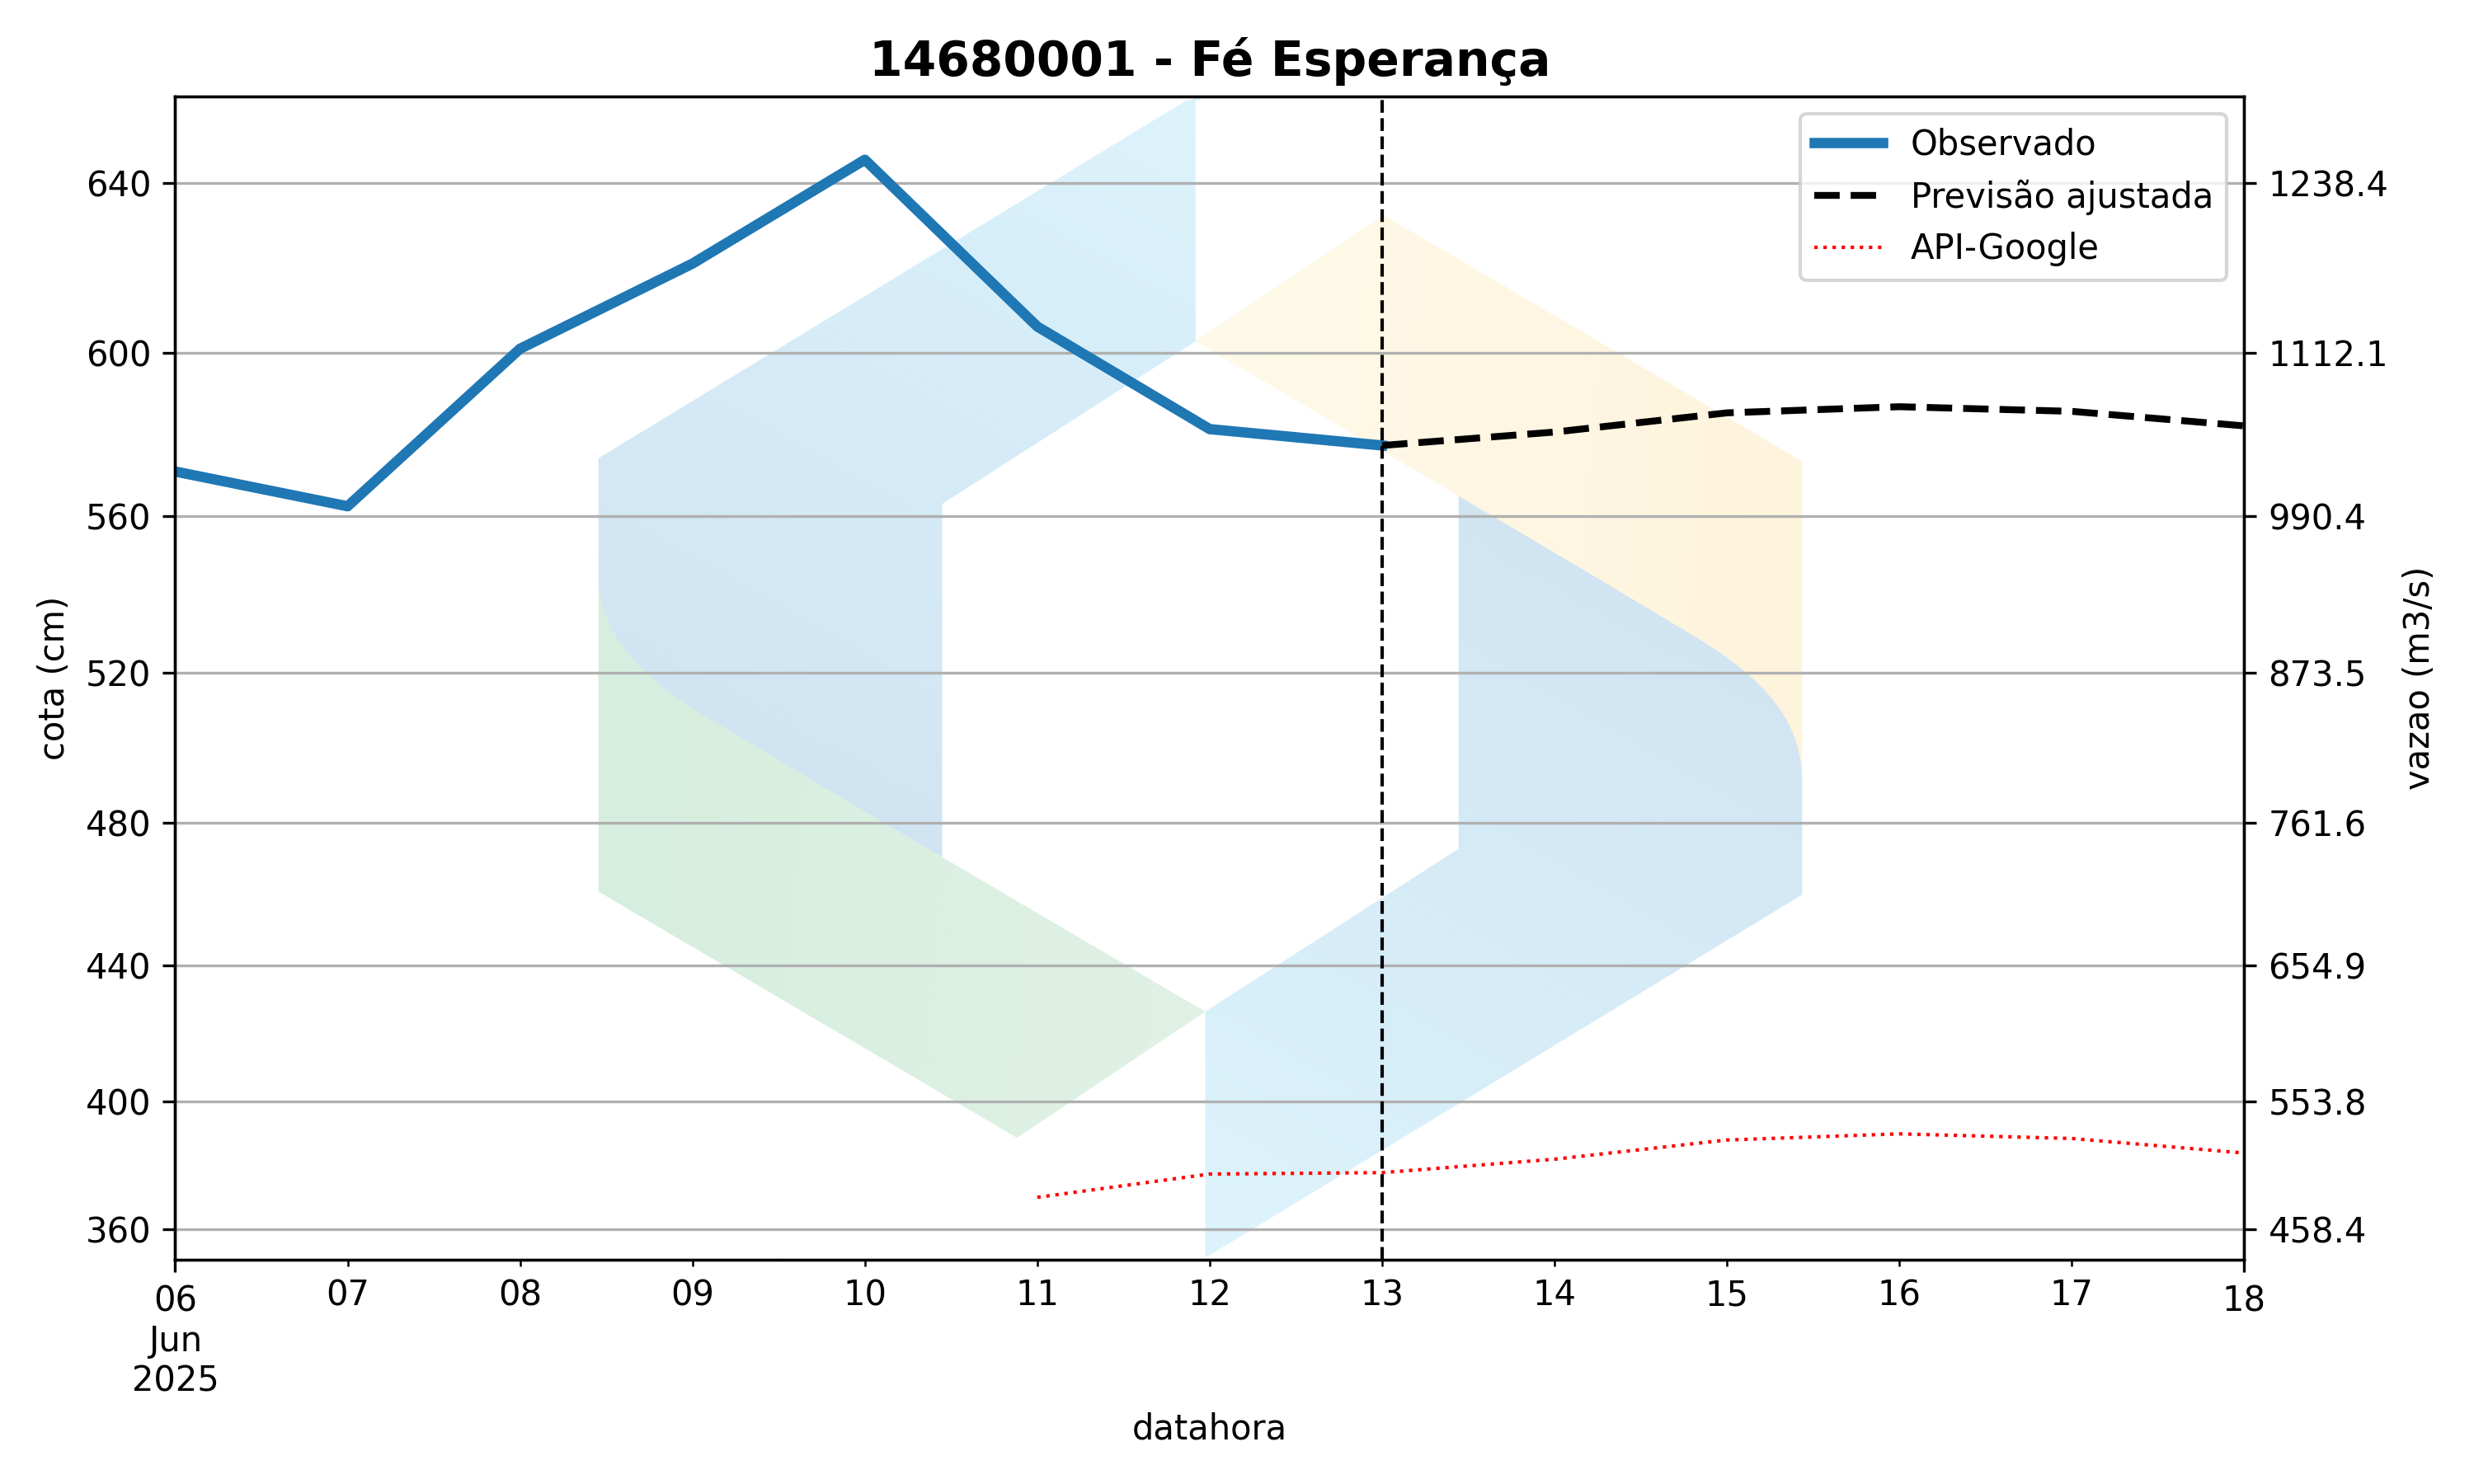 14680001 - Fé Esperança
Observado
Previsão ajustada
API-Google
640
600
560
520
480
440
400
360
cota (cm)
1238.4
1112.1
990.4
873.5
761.6
654.9
553.8
458.4
vazao (m3/s)
06 07 08 09 10 11 12 13 14 15 16 17 18
Jun
2025
datahora